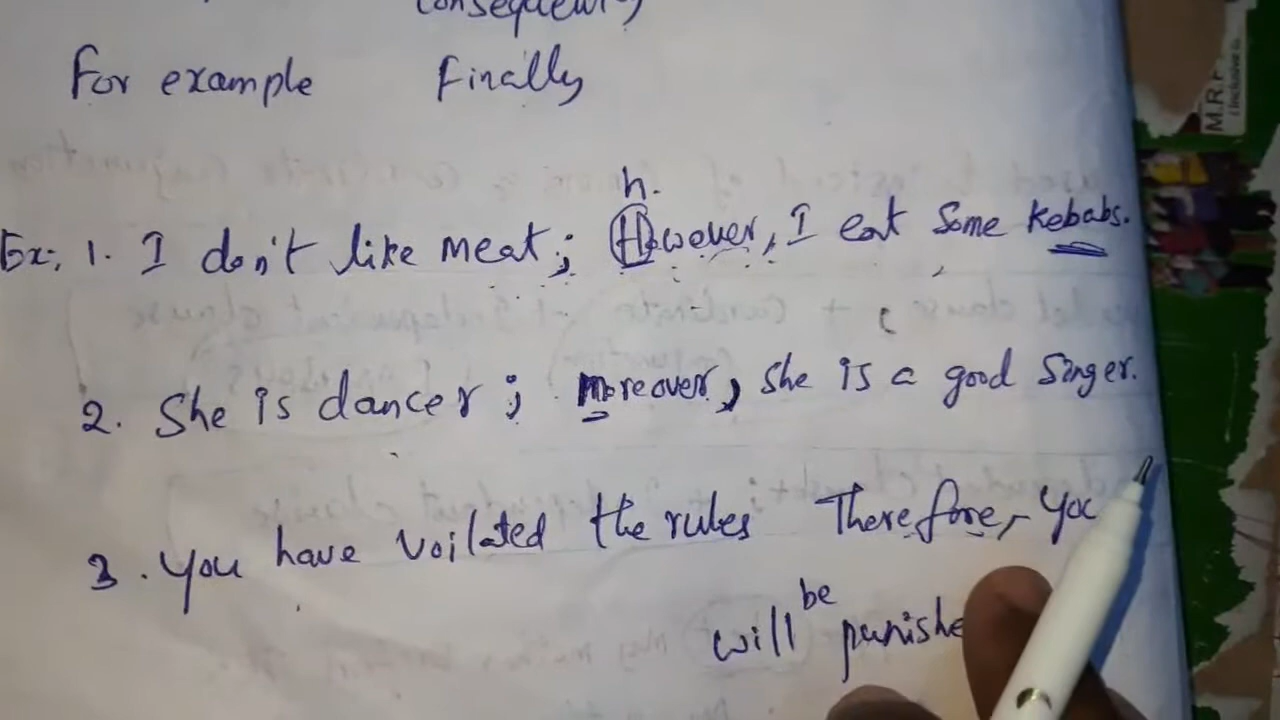 For example Finally
h.
Ex:, 1. I don't like meat; However, I eat Some kebabs.
2. She is dancer; moreover, she is a good Singer.
3. You have voilated the rules Therefore, you
be
will punishe
M.R.P